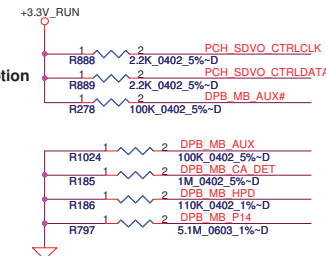 +3.3V_RUN
1 2 PCH_SDVO_CTRLCLK
R888 2.2K_0402_5%~D
ption 1 2 PCH_SDVO_CTRLDATA
R889 2.2K_0402_5%~D
1 2 DPB_MB_AUX#
R278 100K_0402_5%~D
1 2 DPB_MB_AUX
R1024 100K_0402_5%~D
1 2 DPB_MB_CA_DET
R185 1M_0402_5%~D
1 2 DPB_MB_HPD
R186 110K_0402_1%~D
1 2 DPB_MB_P14
R797 5.1M_0603_1%~D